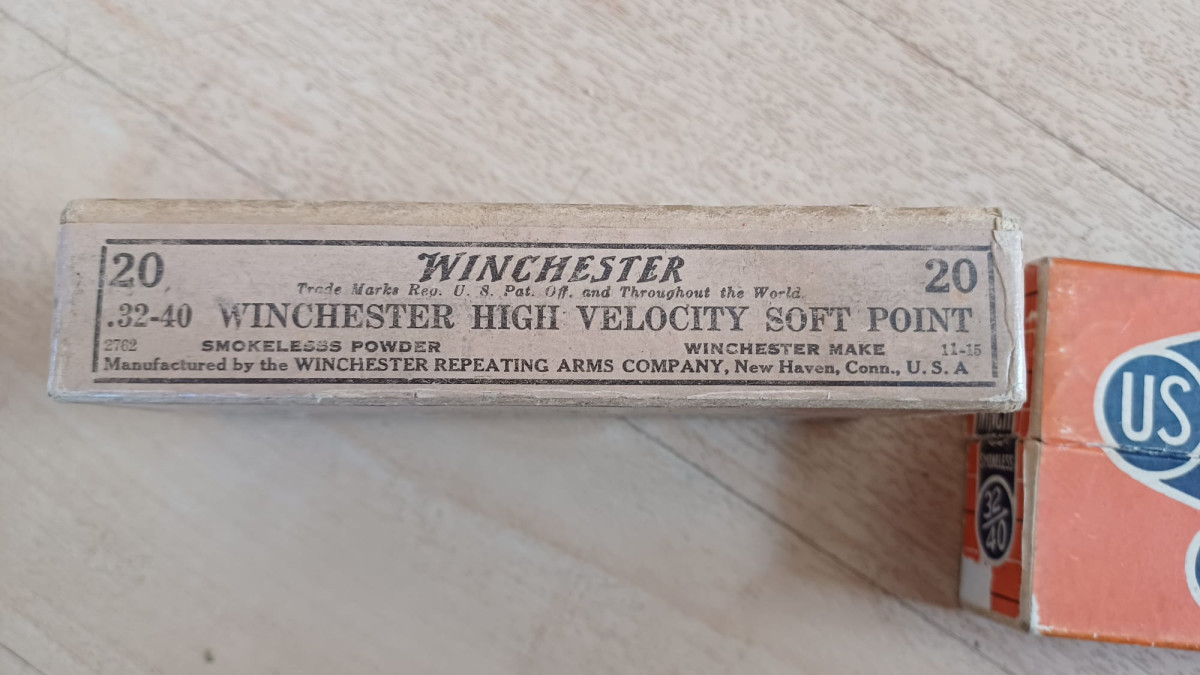 20 WINCHESTER 20
Trade Marks Reg. U. S. Pat. Off. and Throughout the World
.32-40 WINCHESTER HIGH VELOCITY SOFT POINT
2762 SMOKELESS POWDER WINCHESTER MAKE 11-15
Manufactured by the WINCHESTER REPEATING ARMS COMPANY, New Haven, Conn., U. S. A
US
32/40